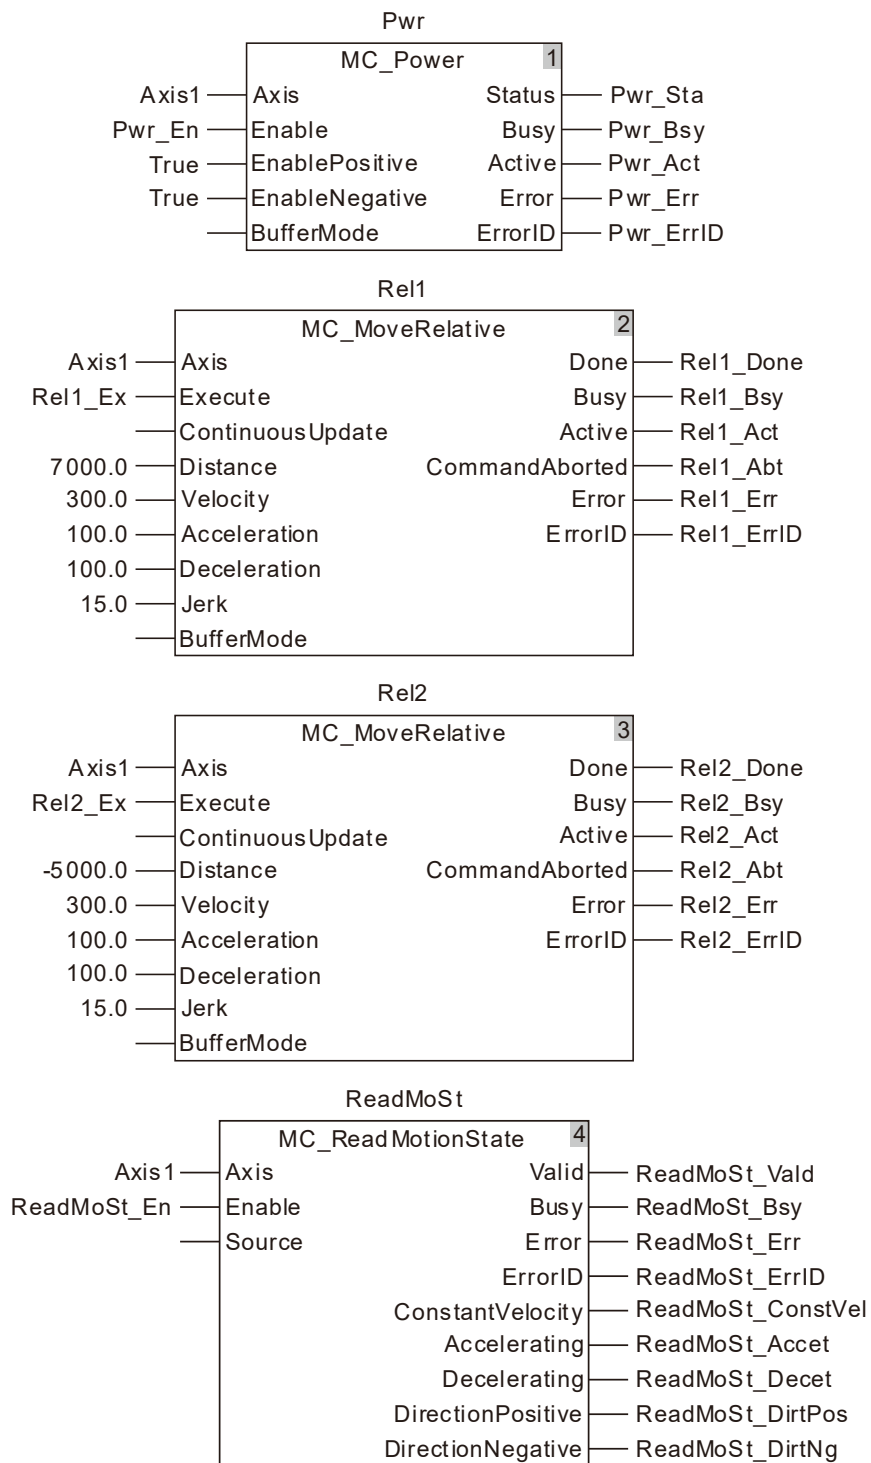 Pwr
MC_Power 1
Axis1 Axis Status Pwr_Sta
Pwr_En Enable Busy Pwr_Bsy
True EnablePositive Active Pwr_Act
True EnableNegative Error Pwr_Err
BufferMode ErrorID Pwr_ErrID
Rel1
MC_MoveRelative 2
Axis1 Axis Done Rel1_Done
Rel1_Ex Execute Busy Rel1_Bsy
ContinuousUpdate Active Rel1_Act
7000.0 Distance CommandAborted Rel1_Abt
300.0 Velocity Error Rel1_Err
100.0 Acceleration ErrorID Rel1_ErrID
100.0 Deceleration
15.0 Jerk
BufferMode
Rel2
MC_MoveRelative 3
Axis1 Axis Done Rel2_Done
Rel2_Ex Execute Busy Rel2_Bsy
ContinuousUpdate Active Rel2_Act
-5000.0 Distance CommandAborted Rel2_Abt
300.0 Velocity Error Rel2_Err
100.0 Acceleration ErrorID Rel2_ErrID
100.0 Deceleration
15.0 Jerk
BufferMode
ReadMoSt
MC_ReadMotionState 4
Axis1 Axis Valid ReadMoSt_Vald
ReadMoSt_En Enable Busy ReadMoSt_Bsy
Source Error ReadMoSt_Err
ErrorID ReadMoSt_ErrID
ConstantVelocity ReadMoSt_ConstVel
Accelerating ReadMoSt_Accet
Decelerating ReadMoSt_Decet
DirectionPositive ReadMoSt_DirtPos
DirectionNegative ReadMoSt_DirtNg